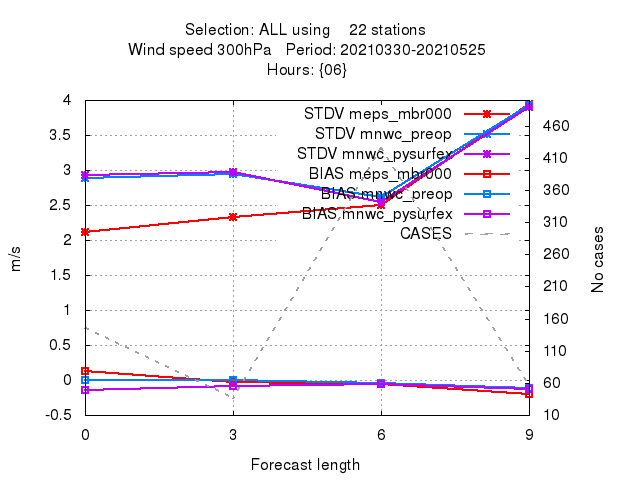 Selection: ALL using 22 stations
Wind speed 300hPa Period: 20210330-20210525
Hours: {06}
STDV meps_mbr000
STDV mnwc_preop
STDV mnwc_pysurfex
BIAS meps_mbr000
BIAS mnwc_preop
BIAS mnwc_pysurfex
CASES
4
3.5
3
2.5
2
1.5
1
0.5
0
-0.5
m/s
460
410
360
310
260
210
160
110
60
10
No cases
0 3 6 9
Forecast length